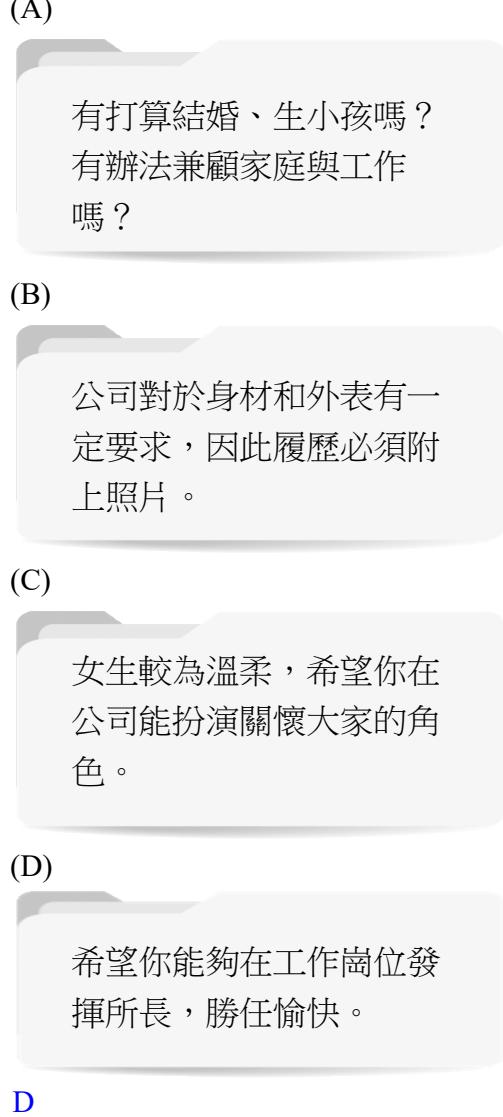 (A)
有打算結婚、生小孩嗎？
有辦法兼顧家庭與工作
嗎？
(B)
公司對於身材和外表有一
定要求，因此履歷必須附
上照片。
(C)
女生較為溫柔，希望你在
公司能扮演關懷大家的角
色。
(D)
希望你能夠在工作崗位發
揮所長，勝任愉快。
D